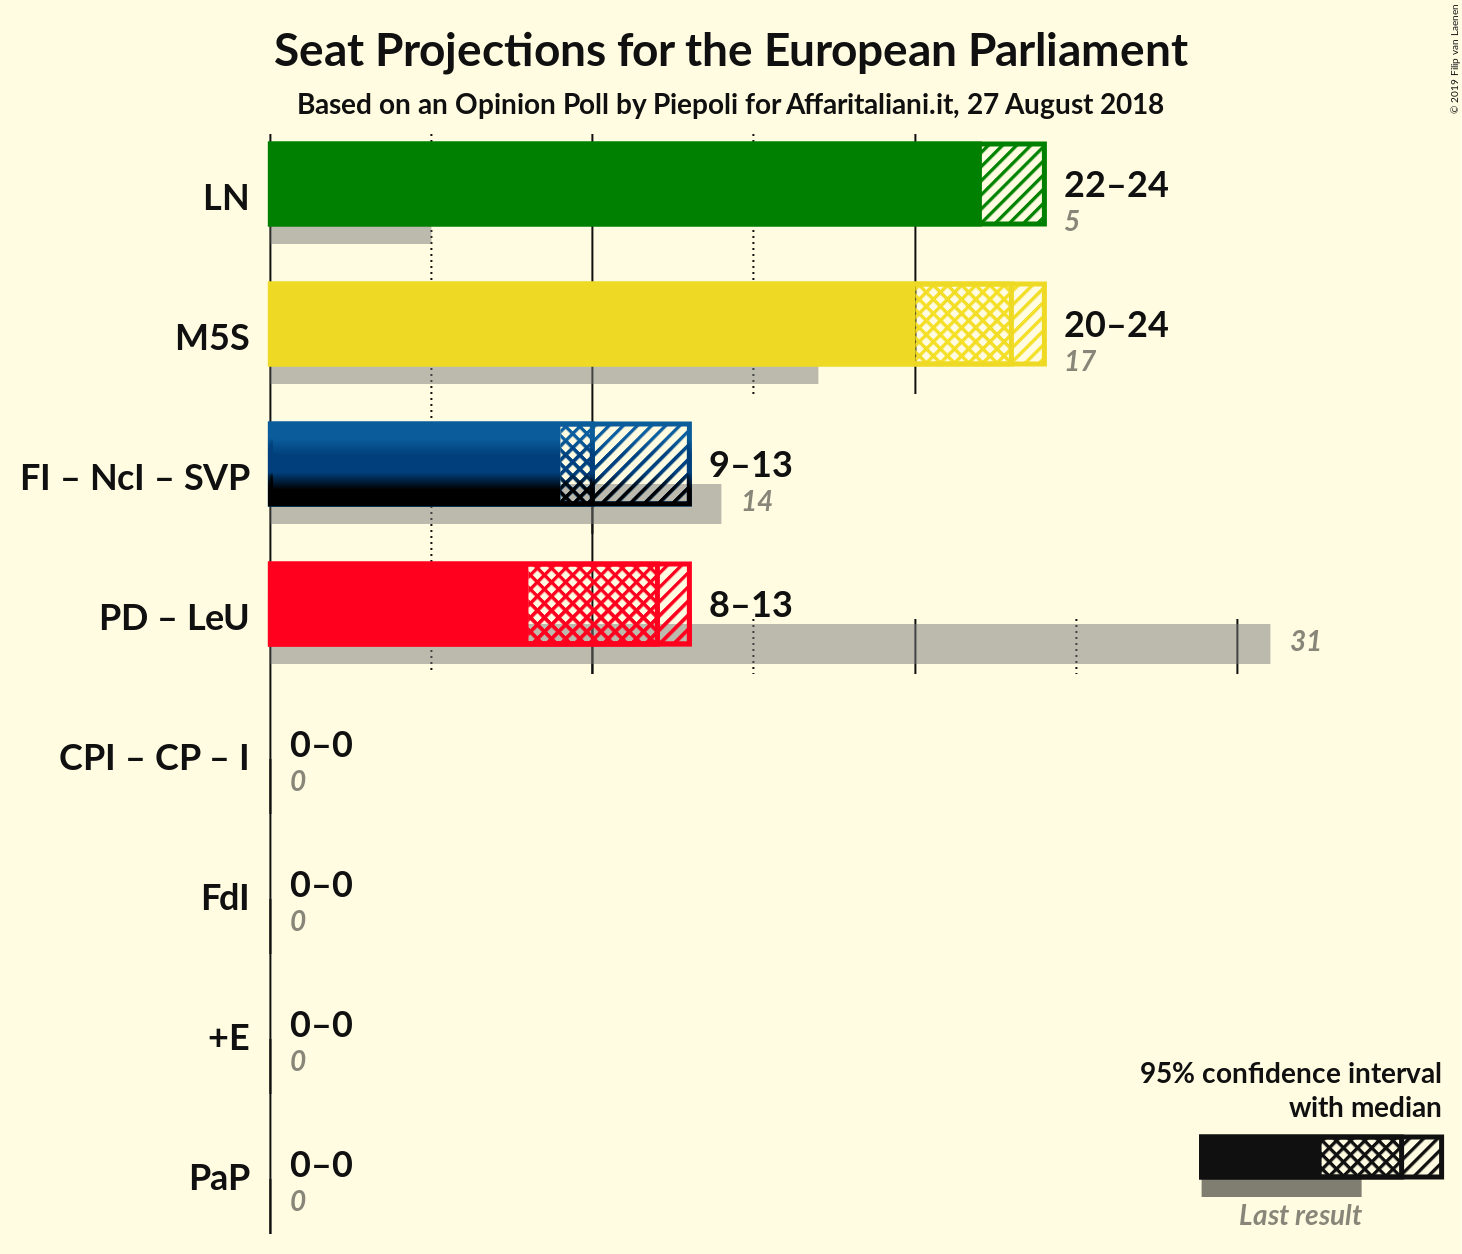 Seat Projections for the European Parliament
Based on an Opinion Poll by Piepoli for Affaritaliani.it, 27 August 2018
© 2019 Filip van Laenen
LN
22–24
5
M5S
20–24
17
FI – NcI – SVP
9–13
14
PD – LeU
8–13
31
CPI – CP – I
0–0
0
FdI
0–0
0
+E
0–0
0
PaP
0–0
0
95% confidence interval
with median
Last result